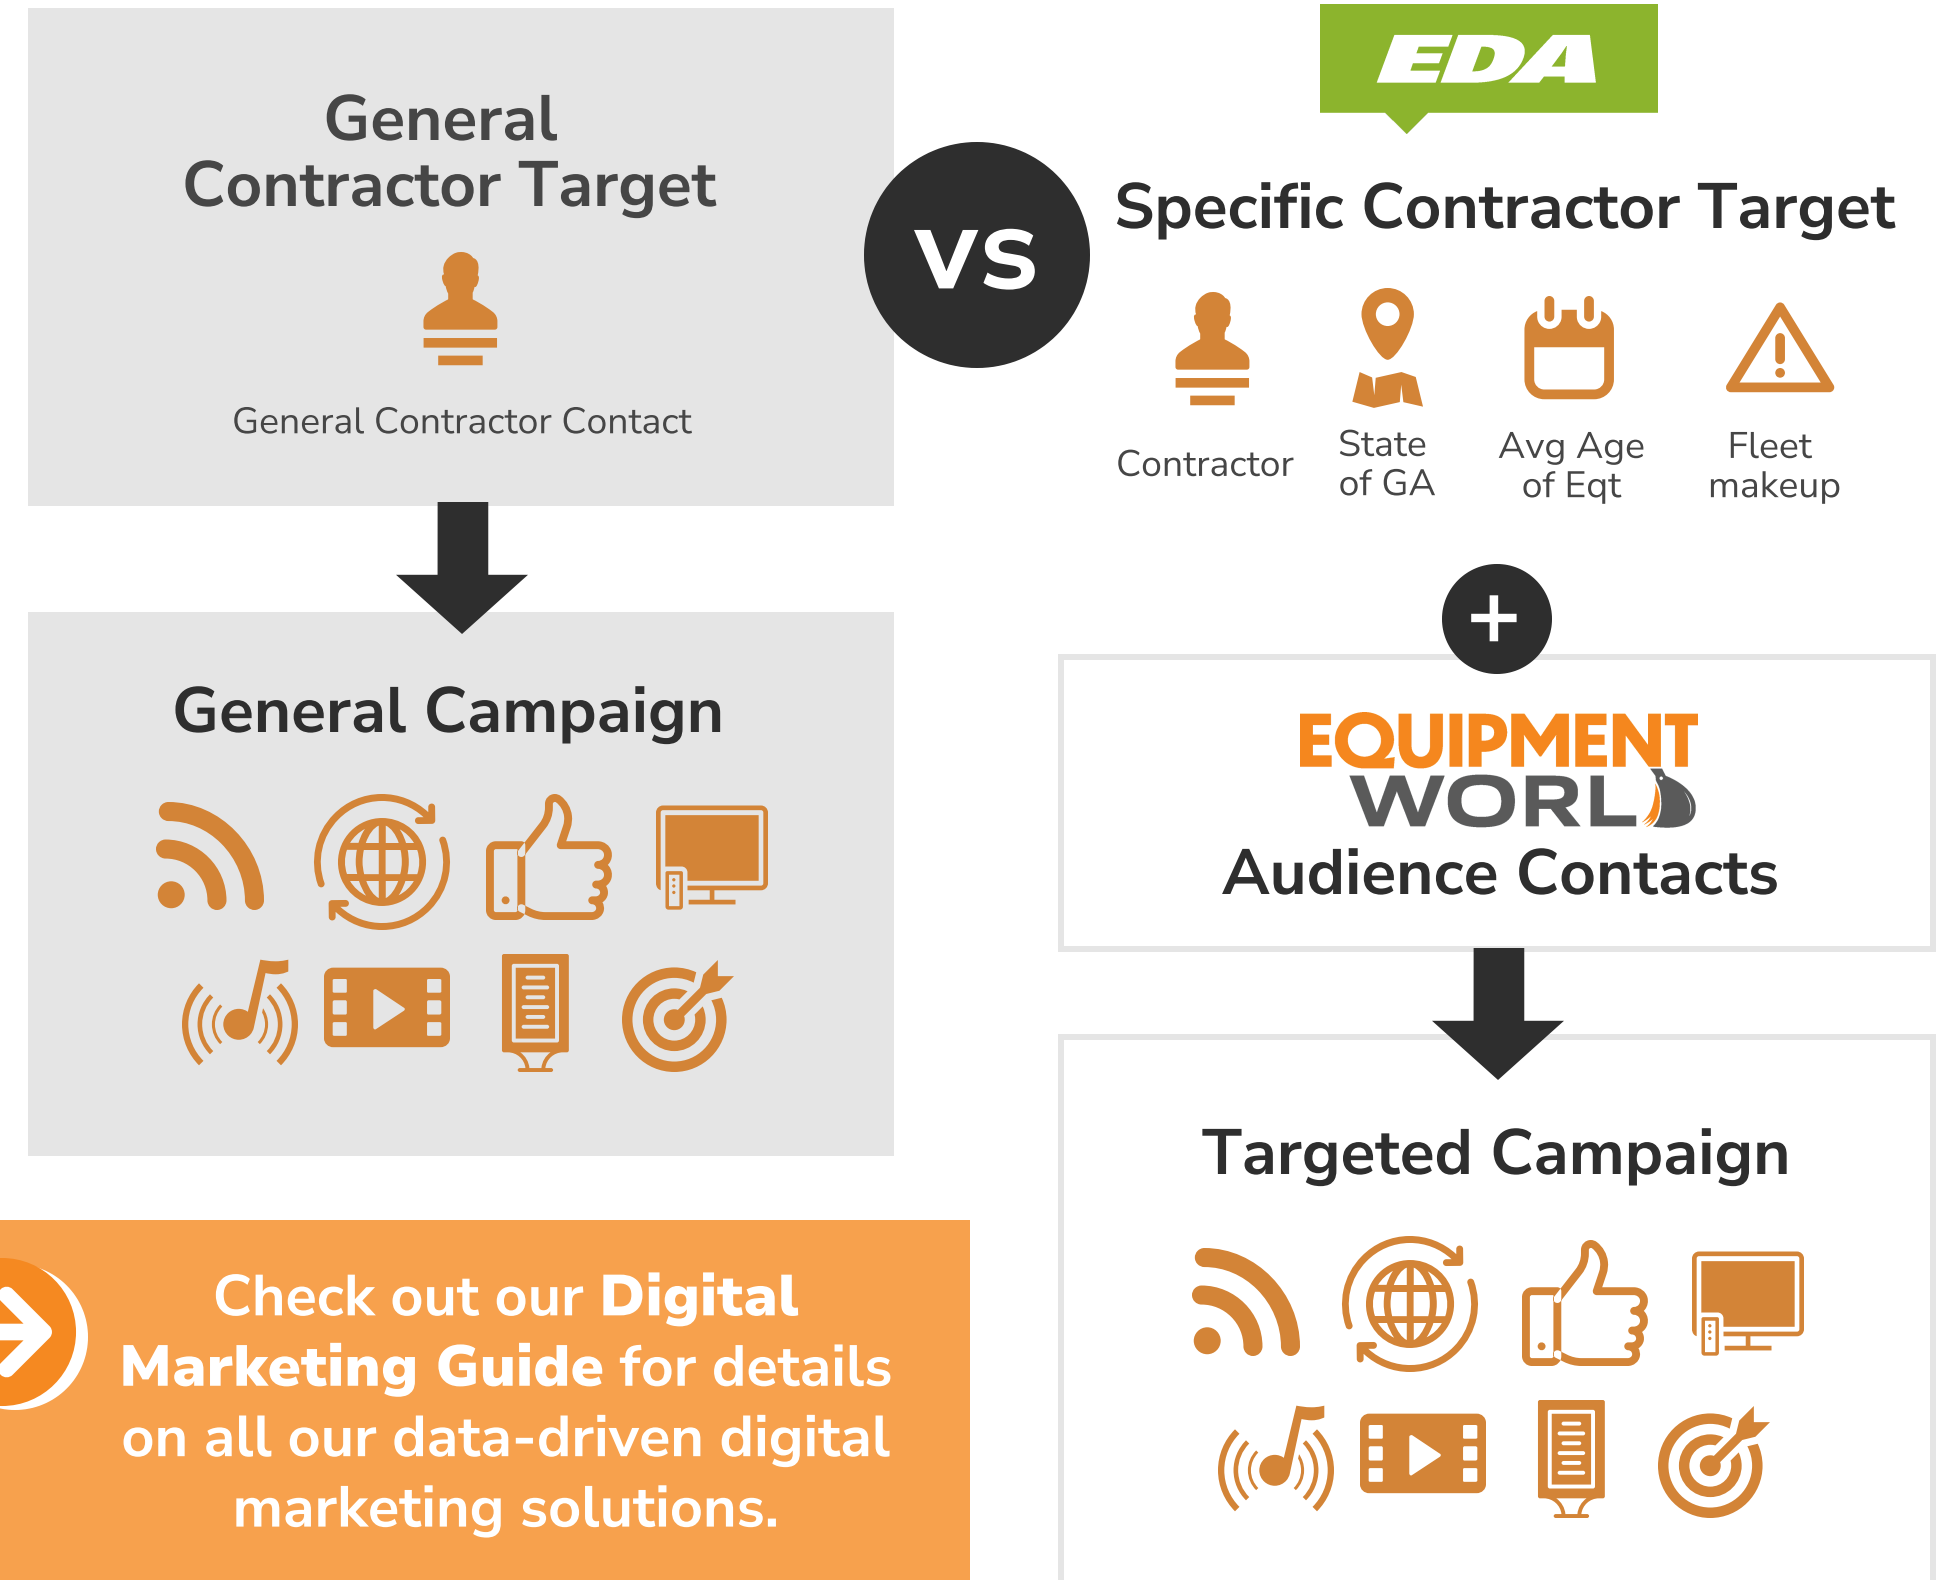 General
Contractor Target
General Contractor Contact
General Campaign
VS
EDA
Specific Contractor Target
Contractor
State
of GA
Avg Age
of Eqt
Fleet
makeup
+
EQUIPMENT
WORLD
Audience Contacts
Targeted Campaign
Check out our Digital
Marketing Guide for details
on all our data-driven digital
marketing solutions.